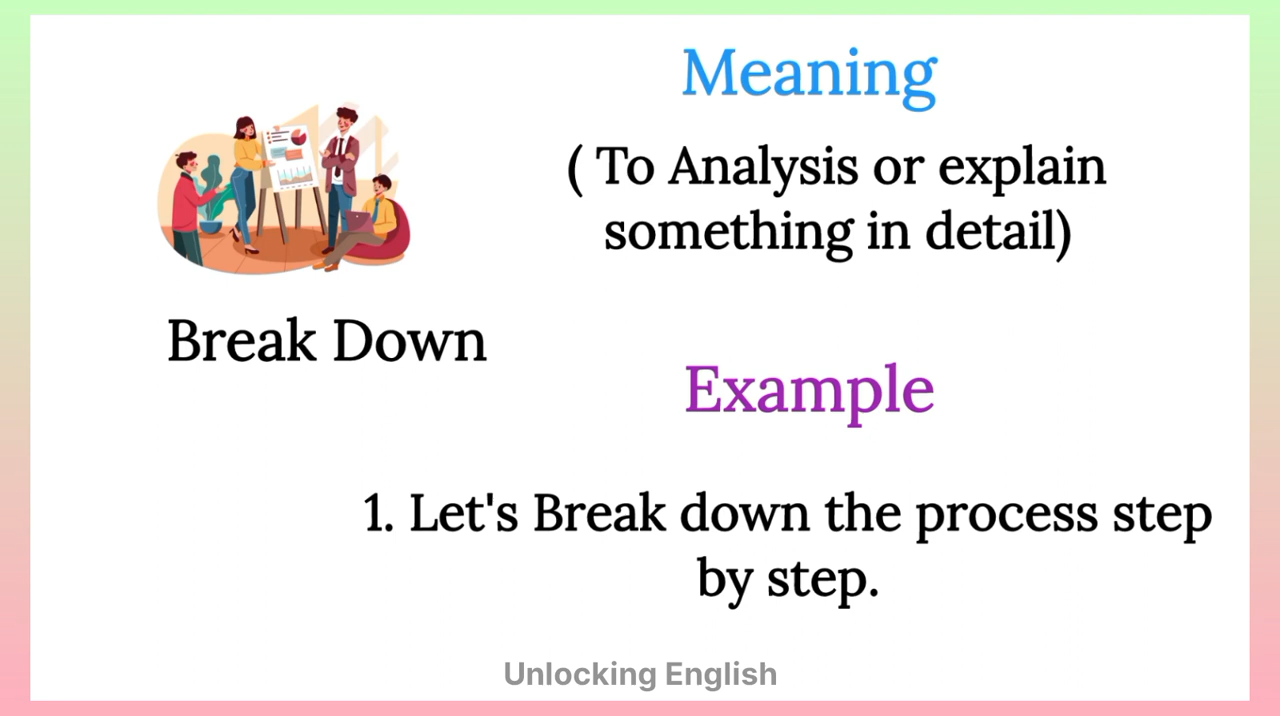 Meaning
( To Analysis or explain
something in detail)
Break Down
Example
1. Let's Break down the process step
by step.
Unlocking English